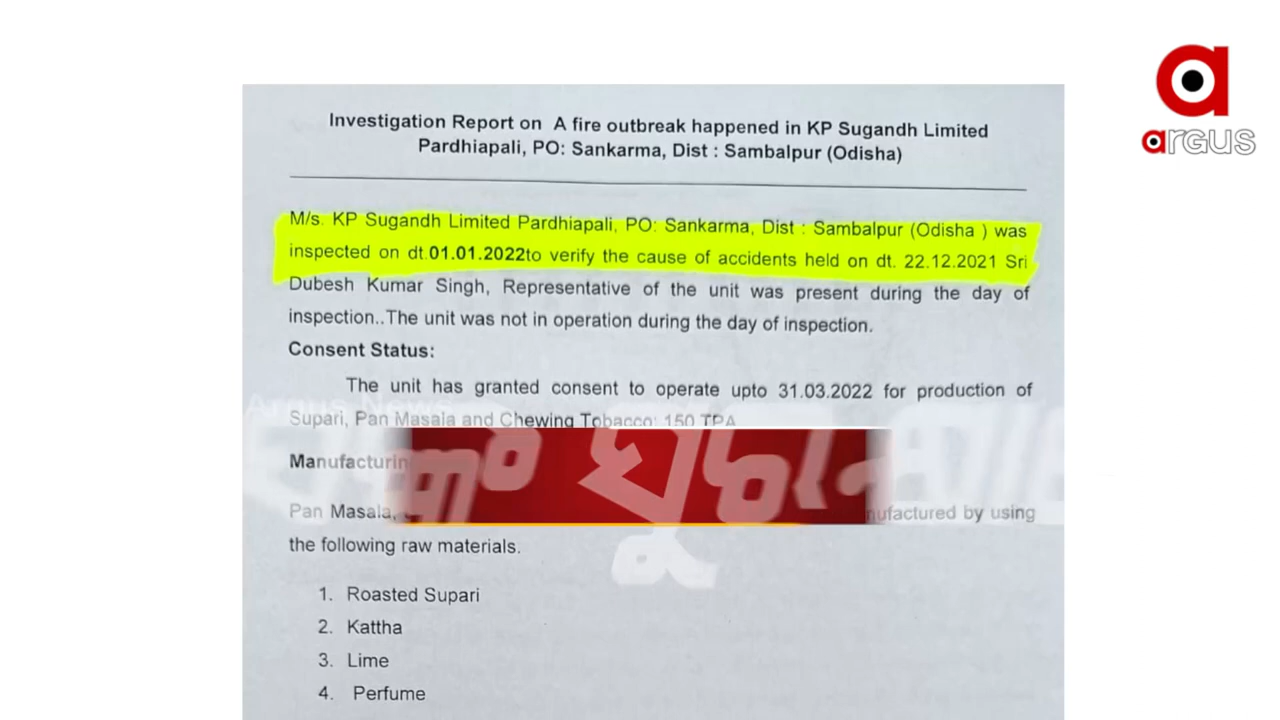 argus
Investigation Report on A fire outbreak happened in KP Sugandh Limited
Pardhiapali, PO: Sankarma, Dist : Sambalpur (Odisha)
M/s. KP Sugandh Limited Pardhiapali, PO: Sankarma, Dist : Sambalpur (Odisha ) was
inspected on dt.01.01.2022to verify the cause of accidents held on dt. 22.12.2021 Sri
Dubesh Kumar Singh, Representative of the unit was present during the day of
inspection..The unit was not in operation during the day of inspection.
Consent Status:
The unit has granted consent to operate upto 31.03.2022 for production of
Supari, Pan Masala and Chewing Tobacco: 150 TPA
Argus News
Pan Masala, by using
the following raw materials.
1. Roasted Supari
2. Kattha
3. Lime
4. Perfume